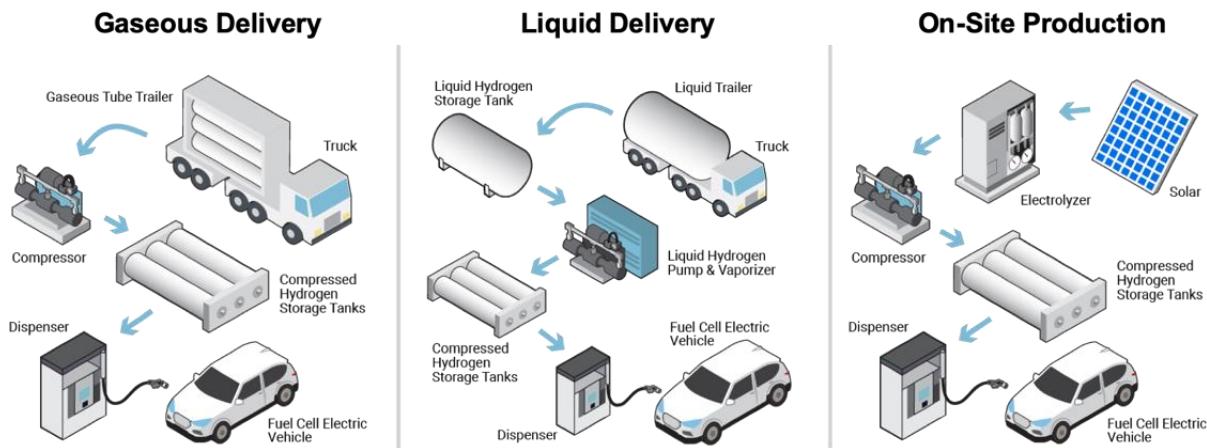 Gaseous Delivery
Gaseous Tube Trailer
Truck
Compressor
Compressed
Hydrogen
Storage Tanks
Dispenser
Fuel Cell Electric
Vehicle
Liquid Delivery
Liquid Hydrogen
Storage Tank
Liquid Trailer
Truck
Liquid Hydrogen
Pump & Vaporizer
Compressed
Hydrogen
Storage Tanks
Fuel Cell Electric
Vehicle
Dispenser
On-Site Production
Electrolyzer
Solar
Compressor
Compressed
Hydrogen
Storage Tanks
Dispenser
Fuel Cell Electric
Vehicle